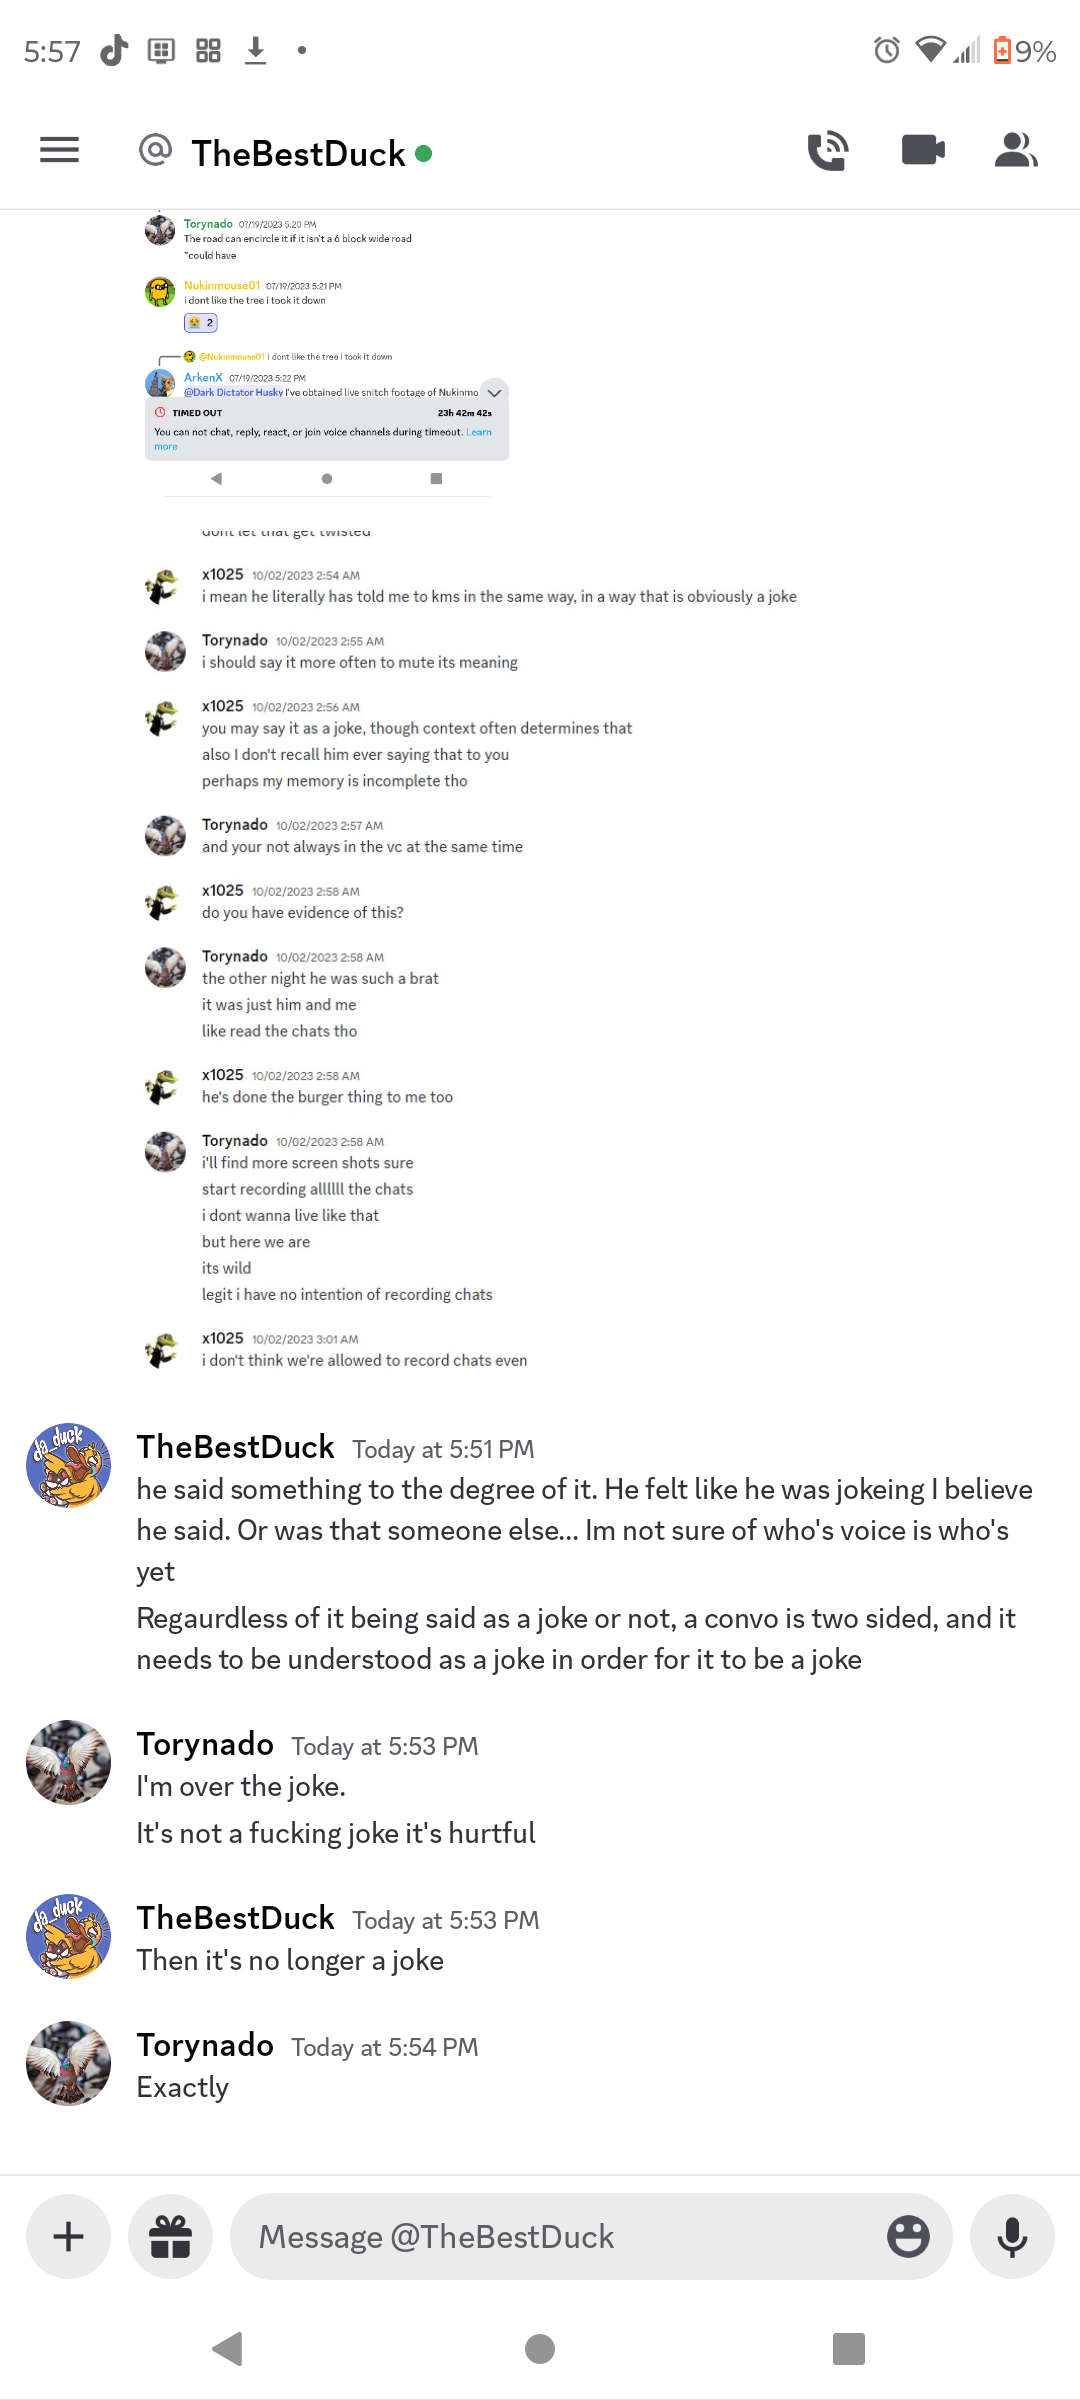 5:57
9%
@ TheBestDuck
Torynado 07/19/2023 5:20 PM
The road can encircle it if it isn't a 6 block wide road
*could have
Nukinmouse01 07/19/2023 5:21 PM
i dont like the tree i took it down
2
@Nukinmouse01 i dont like the tree i took it down
ArkenX 07/19/2023 5:22 PM
@Dark Dictator Husky I've obtained live snitch footage of Nukinmo
TIMED OUT 23h 42m 42s
You can not chat, reply, react, or join voice channels during timeout. Learn
more
dont let that get twisted
x1025 10/02/2023 2:54 AM
i mean he literally has told me to kms in the same way, in a way that is obviously a joke
Torynado 10/02/2023 2:55 AM
i should say it more often to mute its meaning
x1025 10/02/2023 2:56 AM
you may say it as a joke, though context often determines that
also I don't recall him ever saying that to you
perhaps my memory is incomplete tho
Torynado 10/02/2023 2:57 AM
and your not always in the vc at the same time
x1025 10/02/2023 2:58 AM
do you have evidence of this?
Torynado 10/02/2023 2:58 AM
the other night he was such a brat
it was just him and me
like read the chats tho
x1025 10/02/2023 2:58 AM
he's done the burger thing to me too
Torynado 10/02/2023 2:58 AM
i'll find more screen shots sure
start recording allllll the chats
i dont wanna live like that
but here we are
its wild
legit i have no intention of recording chats
x1025 10/02/2023 3:01 AM
i don't think we're allowed to record chats even
da_duck
TheBestDuck Today at 5:51 PM
he said something to the degree of it. He felt like he was jokeing I believe
he said. Or was that someone else... Im not sure of who's voice is who's
yet
Regaurdless of it being said as a joke or not, a convo is two sided, and it
needs to be understood as a joke in order for it to be a joke
Torynado Today at 5:53 PM
I'm over the joke.
It's not a fucking joke it's hurtful
da_duck
TheBestDuck Today at 5:53 PM
Then it's no longer a joke
Torynado Today at 5:54 PM
Exactly
Message @TheBestDuck